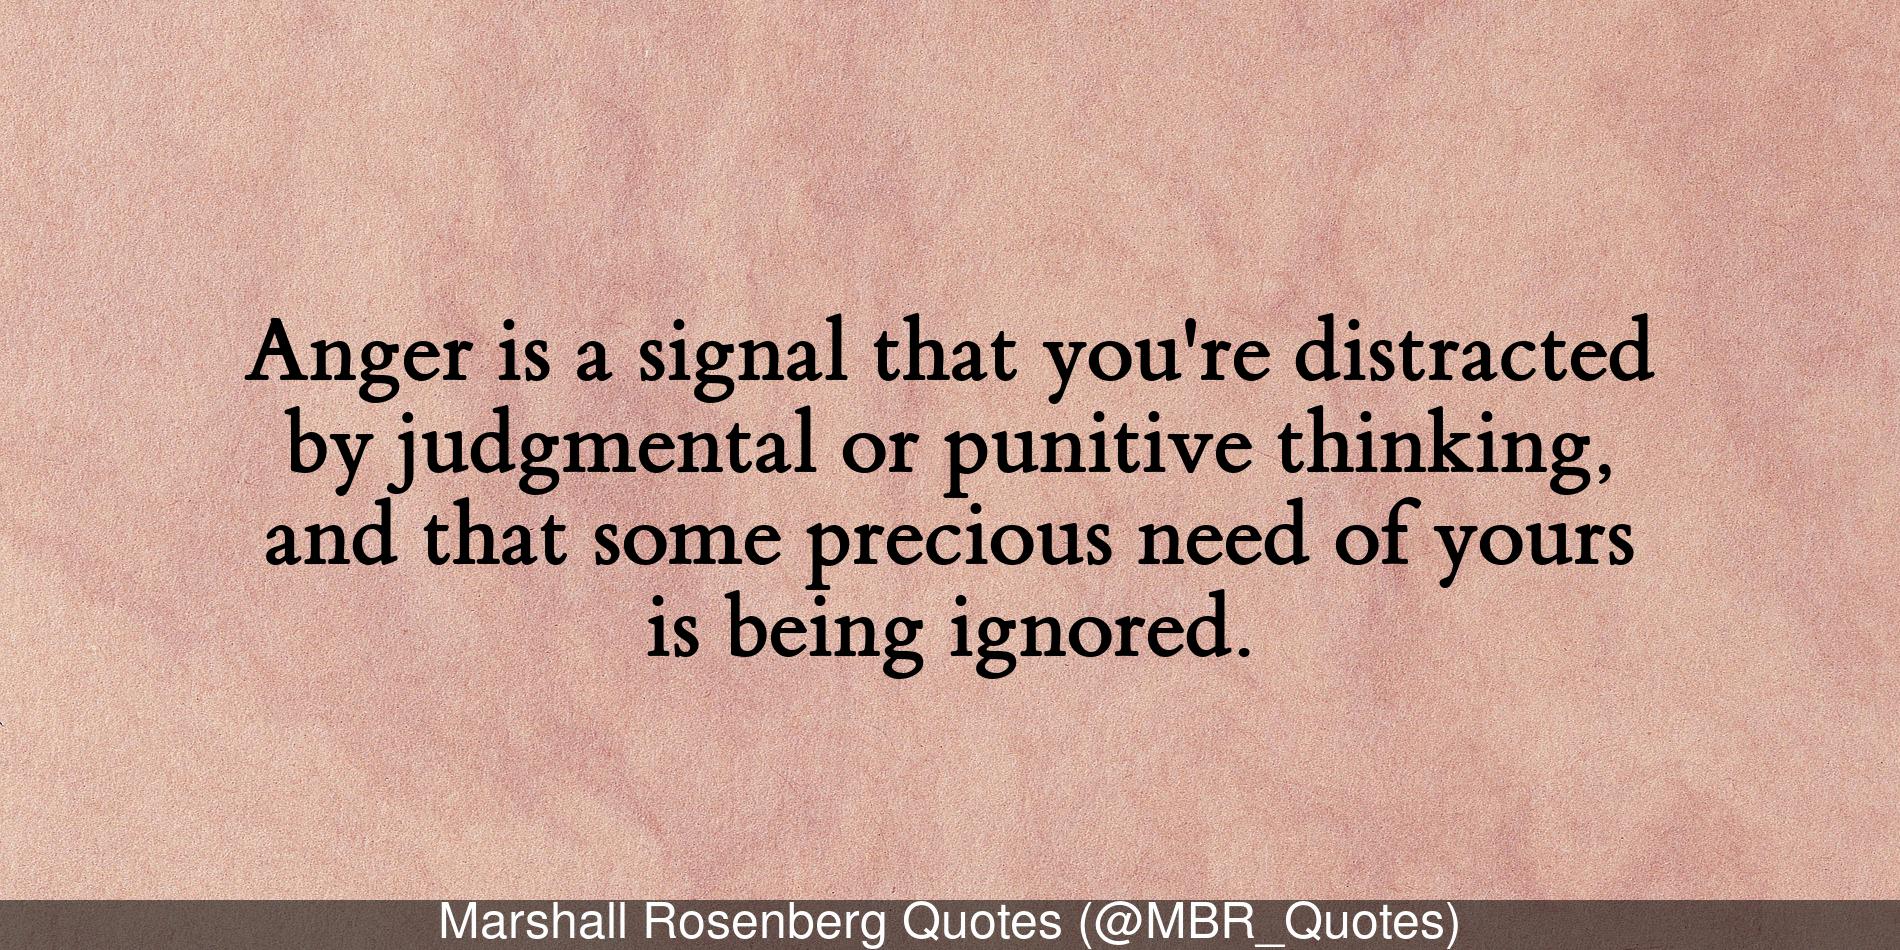 Anger is a signal that you're distracted
by judgmental or punitive thinking,
and that some precious need of yours
is being ignored.
Marshall Rosenberg Quotes (@MBR_Quotes)